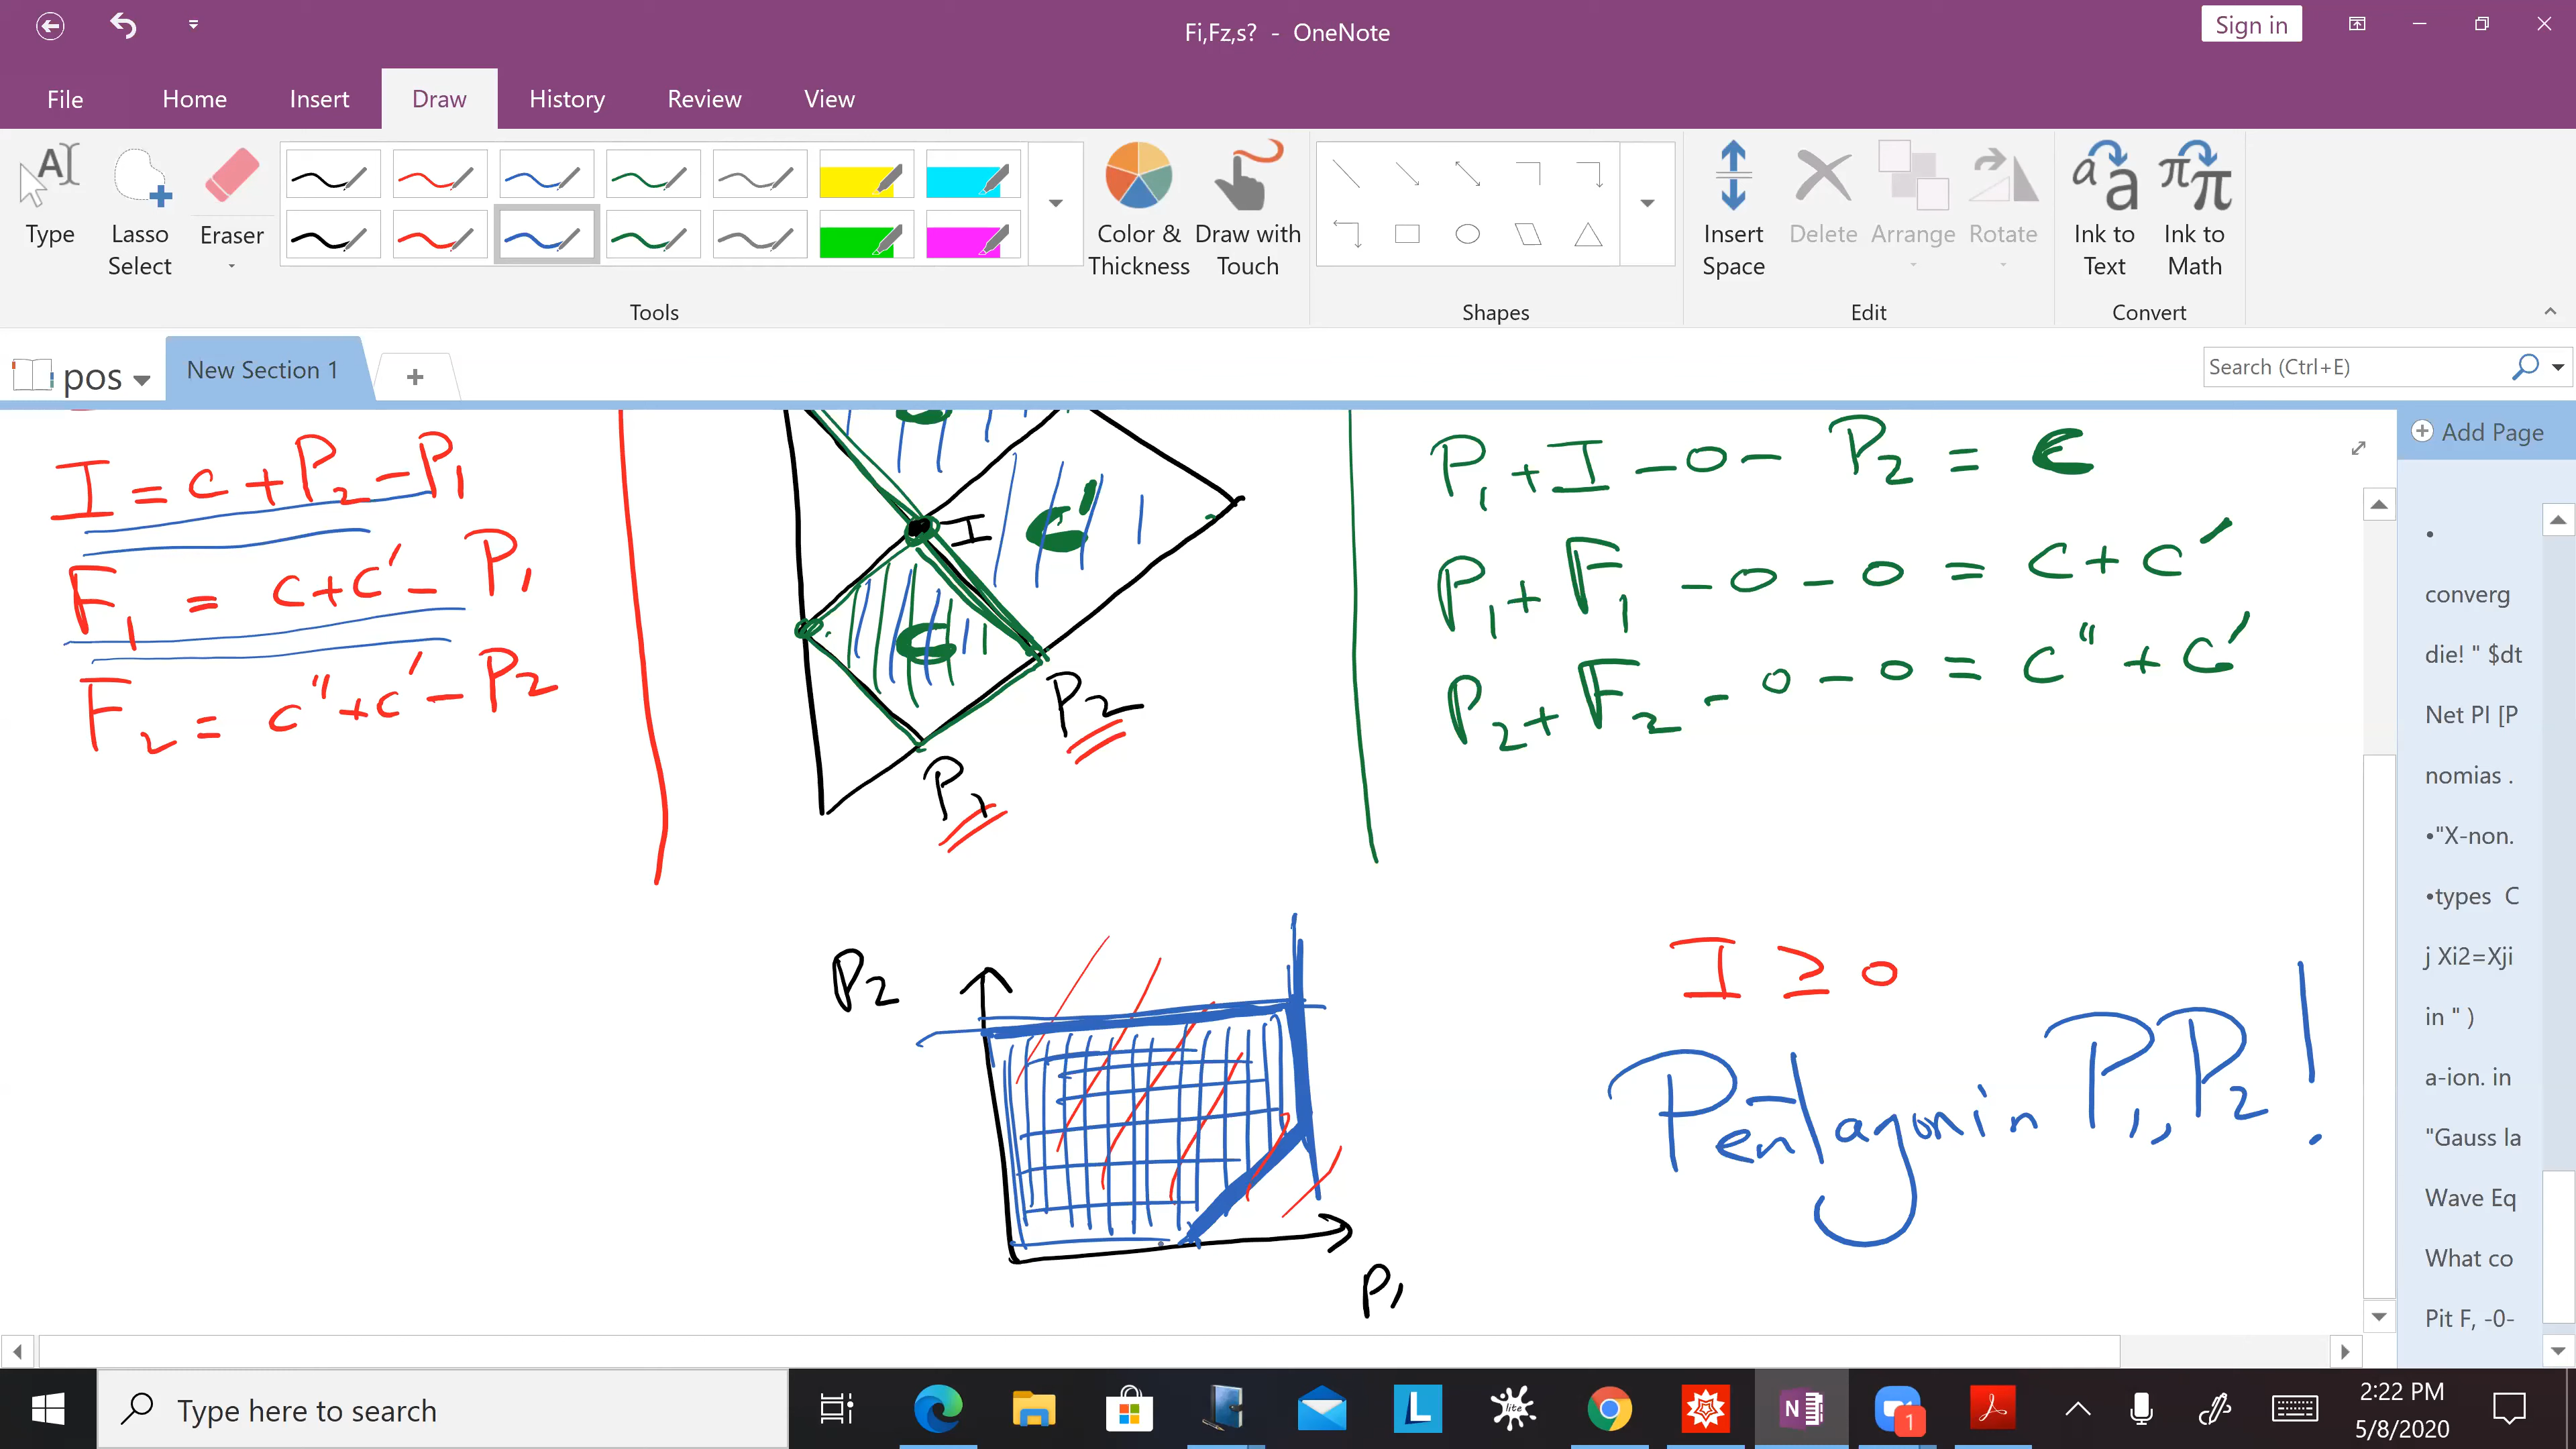 Fi,Fz,s? - OneNote
Sign in
File Home Insert Draw History Review View
Type
Lasso Select
Eraser
Color & Thickness
Draw with Touch
Insert Space
Delete
Arrange
Rotate
Ink to Text
Ink to Math
Tools
Shapes
Edit
Convert
pos
New Section 1
Search (Ctrl+E)
I = c + P₂ - P₁
F₁ = c + c' - P₁
F₂ = c" + c' - P₂
c'
I
c
P₂
P₁
P₁ + I - 0 - P₂ = c
P₁ + F₁ - 0 - 0 = c + c'
P₂ + F₂ - 0 - 0 = c" + c'
P₂
P₁
I ≥ 0
Pentagon in P₁, P₂ !
Add Page
•
converg
die! " $dt
Net PI [P
nomias .
•"X-non.
•types C
j Xi2=Xji
in " )
a-ion. in
"Gauss la
Wave Eq
What co
Pit F, -0-
Type here to search
L
lite
N
1
2:22 PM
5/8/2020